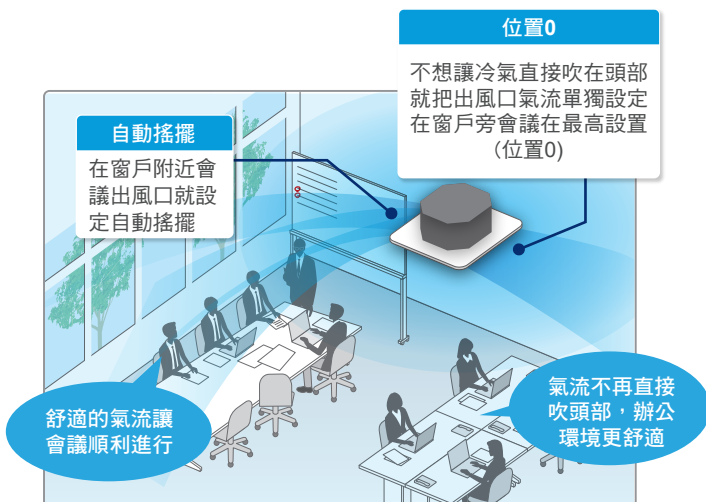 位置0
不想讓冷氣直接吹在頭部
就把出風口氣流單獨設定
在窗戶旁會議在最高設置
（位置0）
自動搖擺
在窗戶附近會
議出風口就設
定自動搖擺
舒適的氣流讓
會議順利進行
氣流不再直接
吹頭部，辦公
環境更舒適